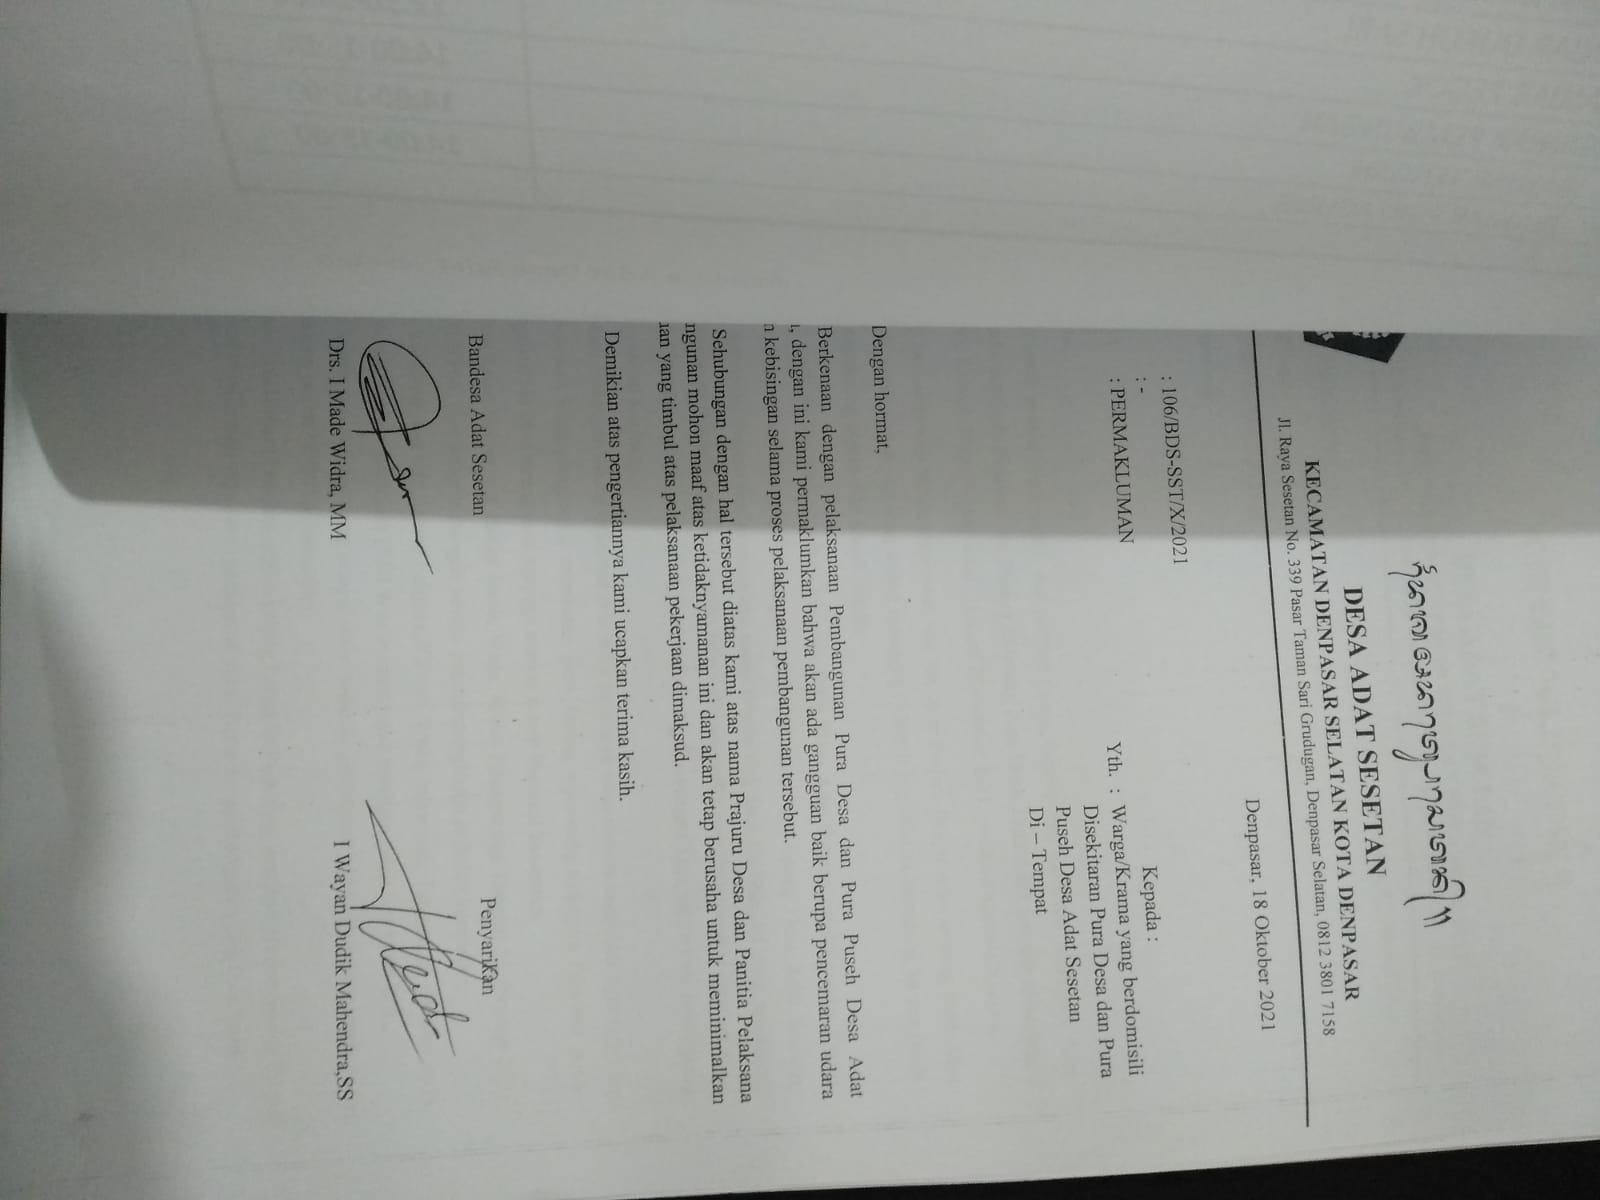 DESA ADAT SESETAN
KECAMATAN DENPASAR SELATAN KOTA DENPASAR
Jl. Raya Sesetan No. 339 Pasar Taman Sari Grudugan, Denpasar Selatan, 0812 3801 7158
Denpasar, 18 Oktober 2021
: 106/BDS-SST/X/2021
: -
: PERMAKLUMAN
Kepada :
Yth. : Warga/Krama yang berdomisili
Disekitaran Pura Desa dan Pura
Puseh Desa Adat Sesetan
Di – Tempat
Dengan hormat,
Berkenaan dengan pelaksanaan Pembangunan Pura Desa dan Pura Puseh Desa Adat
, dengan ini kami permaklumkan bahwa akan ada gangguan baik berupa pencemaran udara
n kebisingan selama proses pelaksanaan pembangunan tersebut.
Sehubungan dengan hal tersebut diatas kami atas nama Prajuru Desa dan Panitia Pelaksana
ngunan mohon maaf atas ketidaknyamanan ini dan akan tetap berusaha untuk meminimalkan
uan yang timbul atas pelaksanaan pekerjaan dimaksud.
Demikian atas pengertiannya kami ucapkan terima kasih.
Bandesa Adat Sesetan
Penyarikan
Drs. I Made Widra, MM
I Wayan Dudik Mahendra,SS